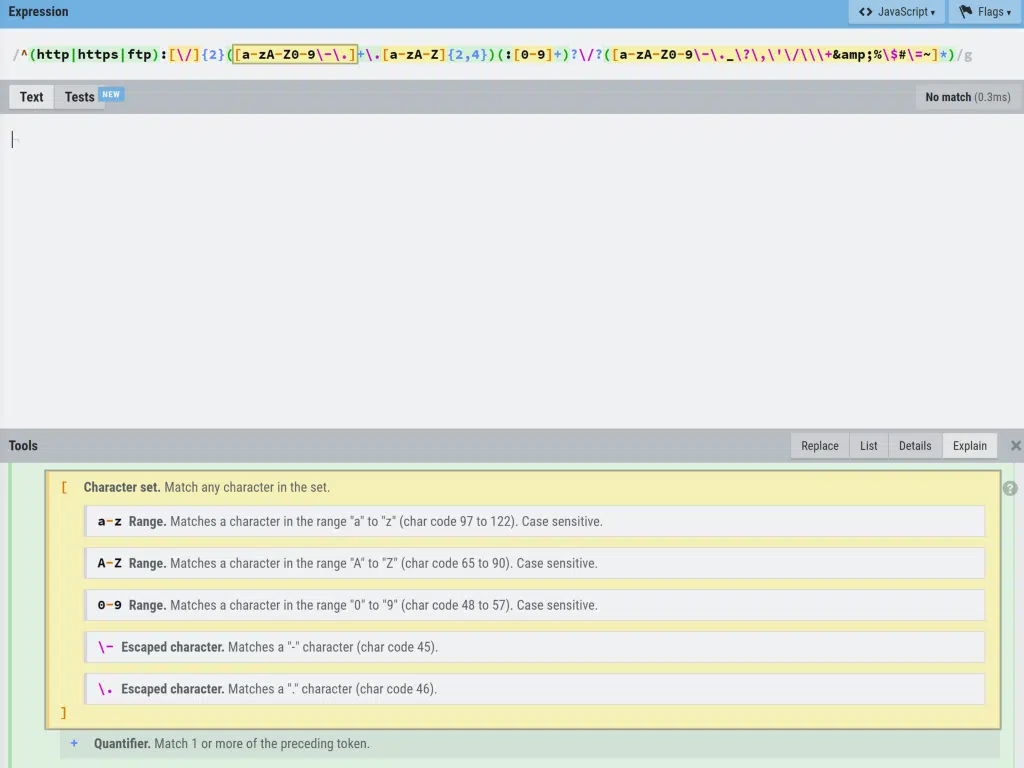 Expression
<> JavaScript ▾
Flags ▾
/^(http|https|ftp):[\/]{2}([a-zA-Z0-9\-\.]+\.[a-zA-Z]{2,4})(:[0-9]+)?\/?([a-zA-Z0-9\-\._\?\,\'\/\\\+&amp;%\$#\=~]*)/g
Text
Tests NEW
No match (0.3ms)
Tools
Replace
List
Details
Explain
[ Character set. Match any character in the set.
a-z Range. Matches a character in the range "a" to "z" (char code 97 to 122). Case sensitive.
A-Z Range. Matches a character in the range "A" to "Z" (char code 65 to 90). Case sensitive.
0-9 Range. Matches a character in the range "0" to "9" (char code 48 to 57). Case sensitive.
\- Escaped character. Matches a "-" character (char code 45).
\. Escaped character. Matches a "." character (char code 46).
]
+ Quantifier. Match 1 or more of the preceding token.